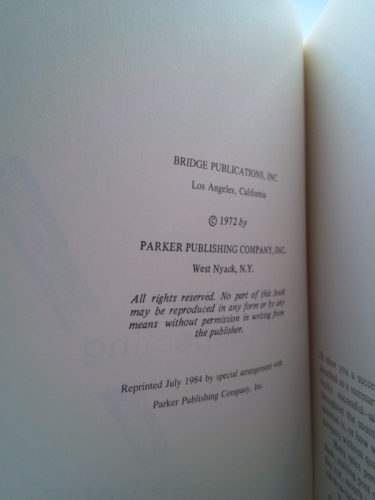 BRIDGE PUBLICATIONS, INC.
Los Angeles, California
© 1972 by
PARKER PUBLISHING COMPANY, INC.
West Nyack, N.Y.
All rights reserved. No part of this book
may be reproduced in any form or by any
means without permission in writing from
the publisher.
Reprinted July 1984 by special arrangement with
Parker Publishing Company, Inc.